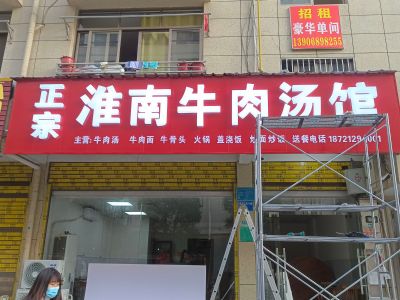 招租
豪华单间
13906898255
正宗
淮南牛肉汤馆
主营:牛肉汤 牛肉面 牛骨头 火锅 盖浇饭 炒面炒饭 送餐电话